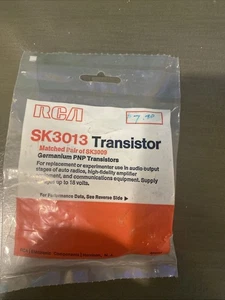 RCA
SK3013 Transistor
Matched Pair of SK3009
Germanium PNP Transistors
For replacement or experimenter use in audio output
stages of auto radios, high-fidelity amplifier
equipment, and communications equipment. Supply
up to 18 volts.
For Performance Data, See Reverse Side